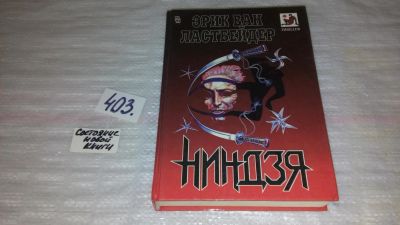 ЭРИК ВАН
ЛАСТБЕЙДЕР
НИНДЗЯ
403.
Состояние
новой
книги